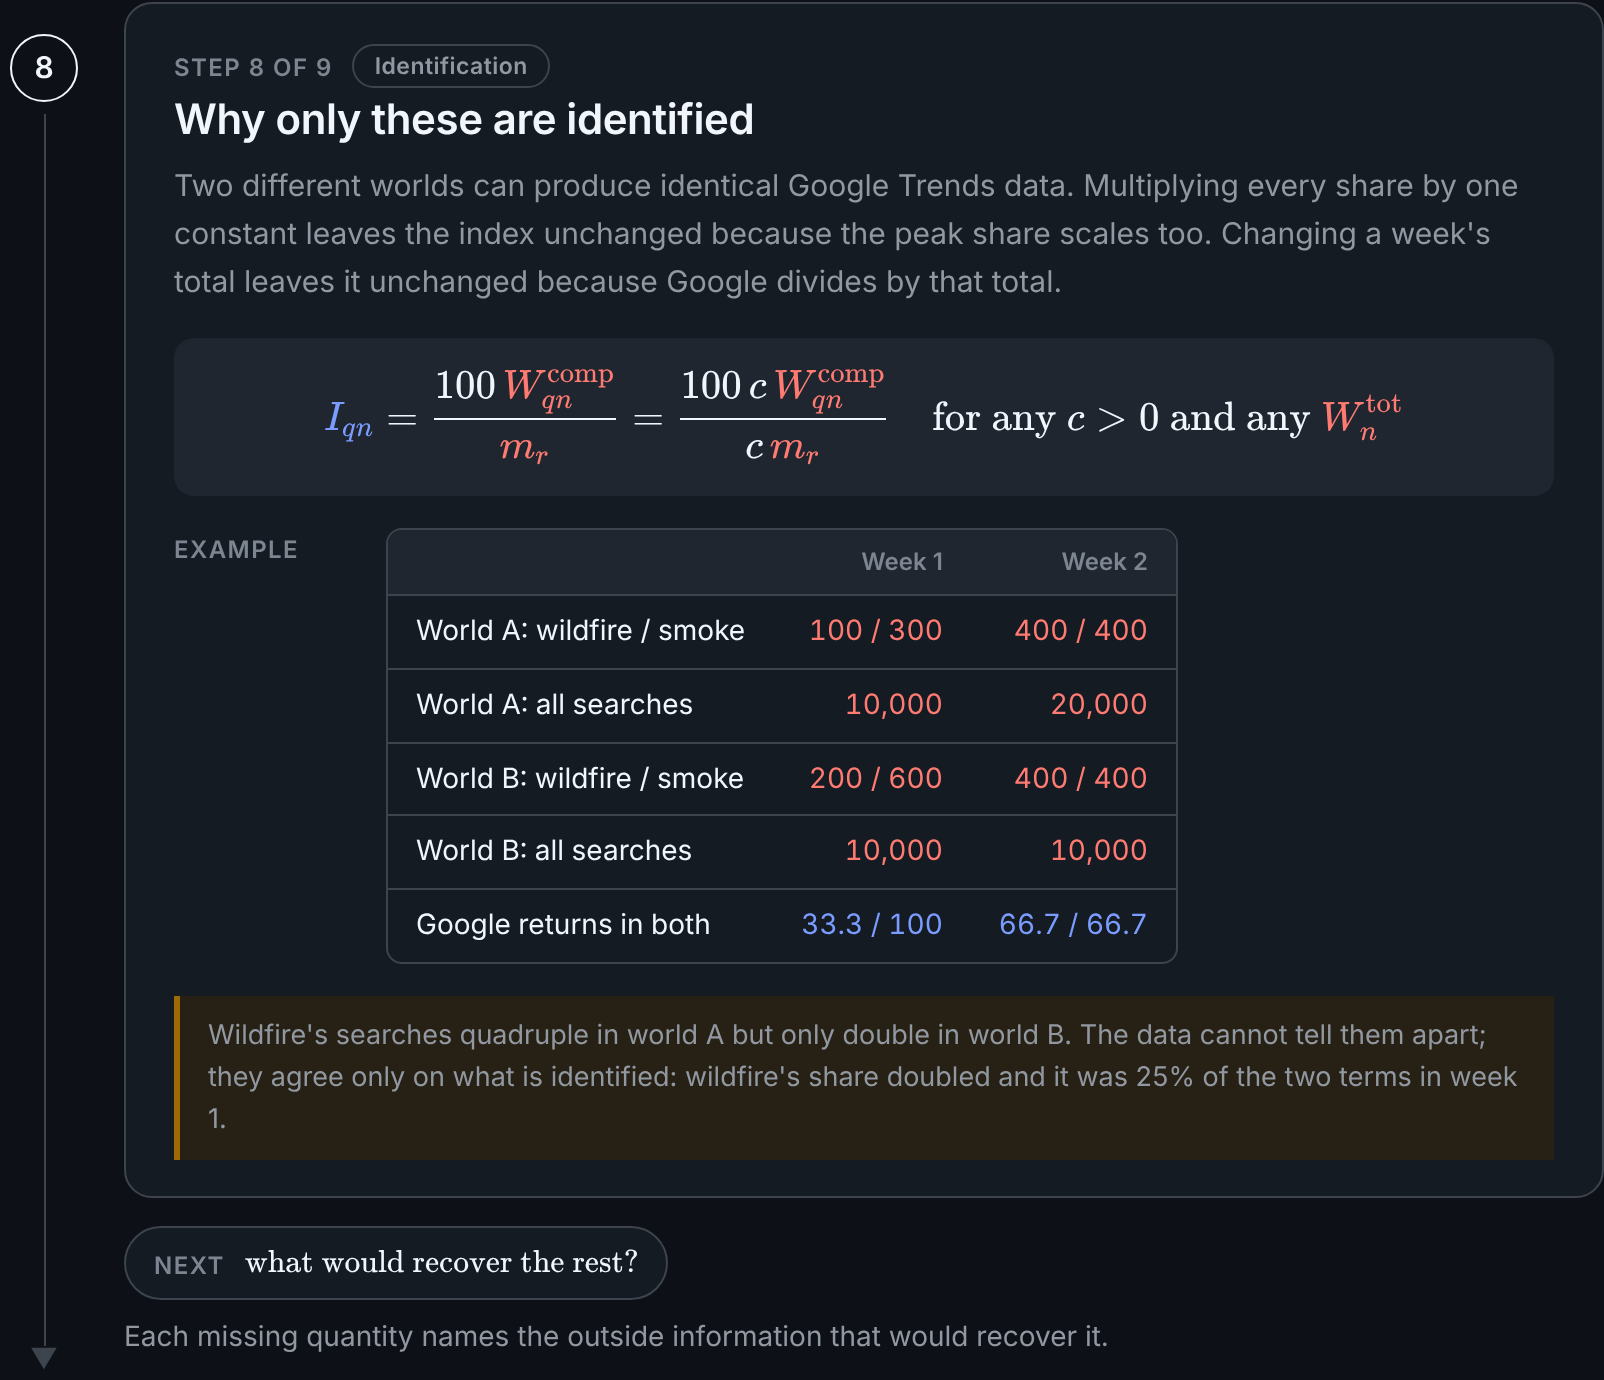 8
STEP 8 OF 9 Identification
Why only these are identified
Two different worlds can produce identical Google Trends data. Multiplying every share by one
constant leaves the index unchanged because the peak share scales too. Changing a week's
total leaves it unchanged because Google divides by that total.
I_{qn} = \frac{100 W_{qn}^{comp}}{m_r} = \frac{100 c W_{qn}^{comp}}{c m_r} for any c > 0 and any W_n^{tot}
EXAMPLE
Week 1 Week 2
World A: wildfire / smoke 100 / 300 400 / 400
World A: all searches 10,000 20,000
World B: wildfire / smoke 200 / 600 400 / 400
World B: all searches 10,000 10,000
Google returns in both 33.3 / 100 66.7 / 66.7
Wildfire's searches quadruple in world A but only double in world B. The data cannot tell them apart;
they agree only on what is identified: wildfire's share doubled and it was 25% of the two terms in week
1.
NEXT what would recover the rest?
Each missing quantity names the outside information that would recover it.